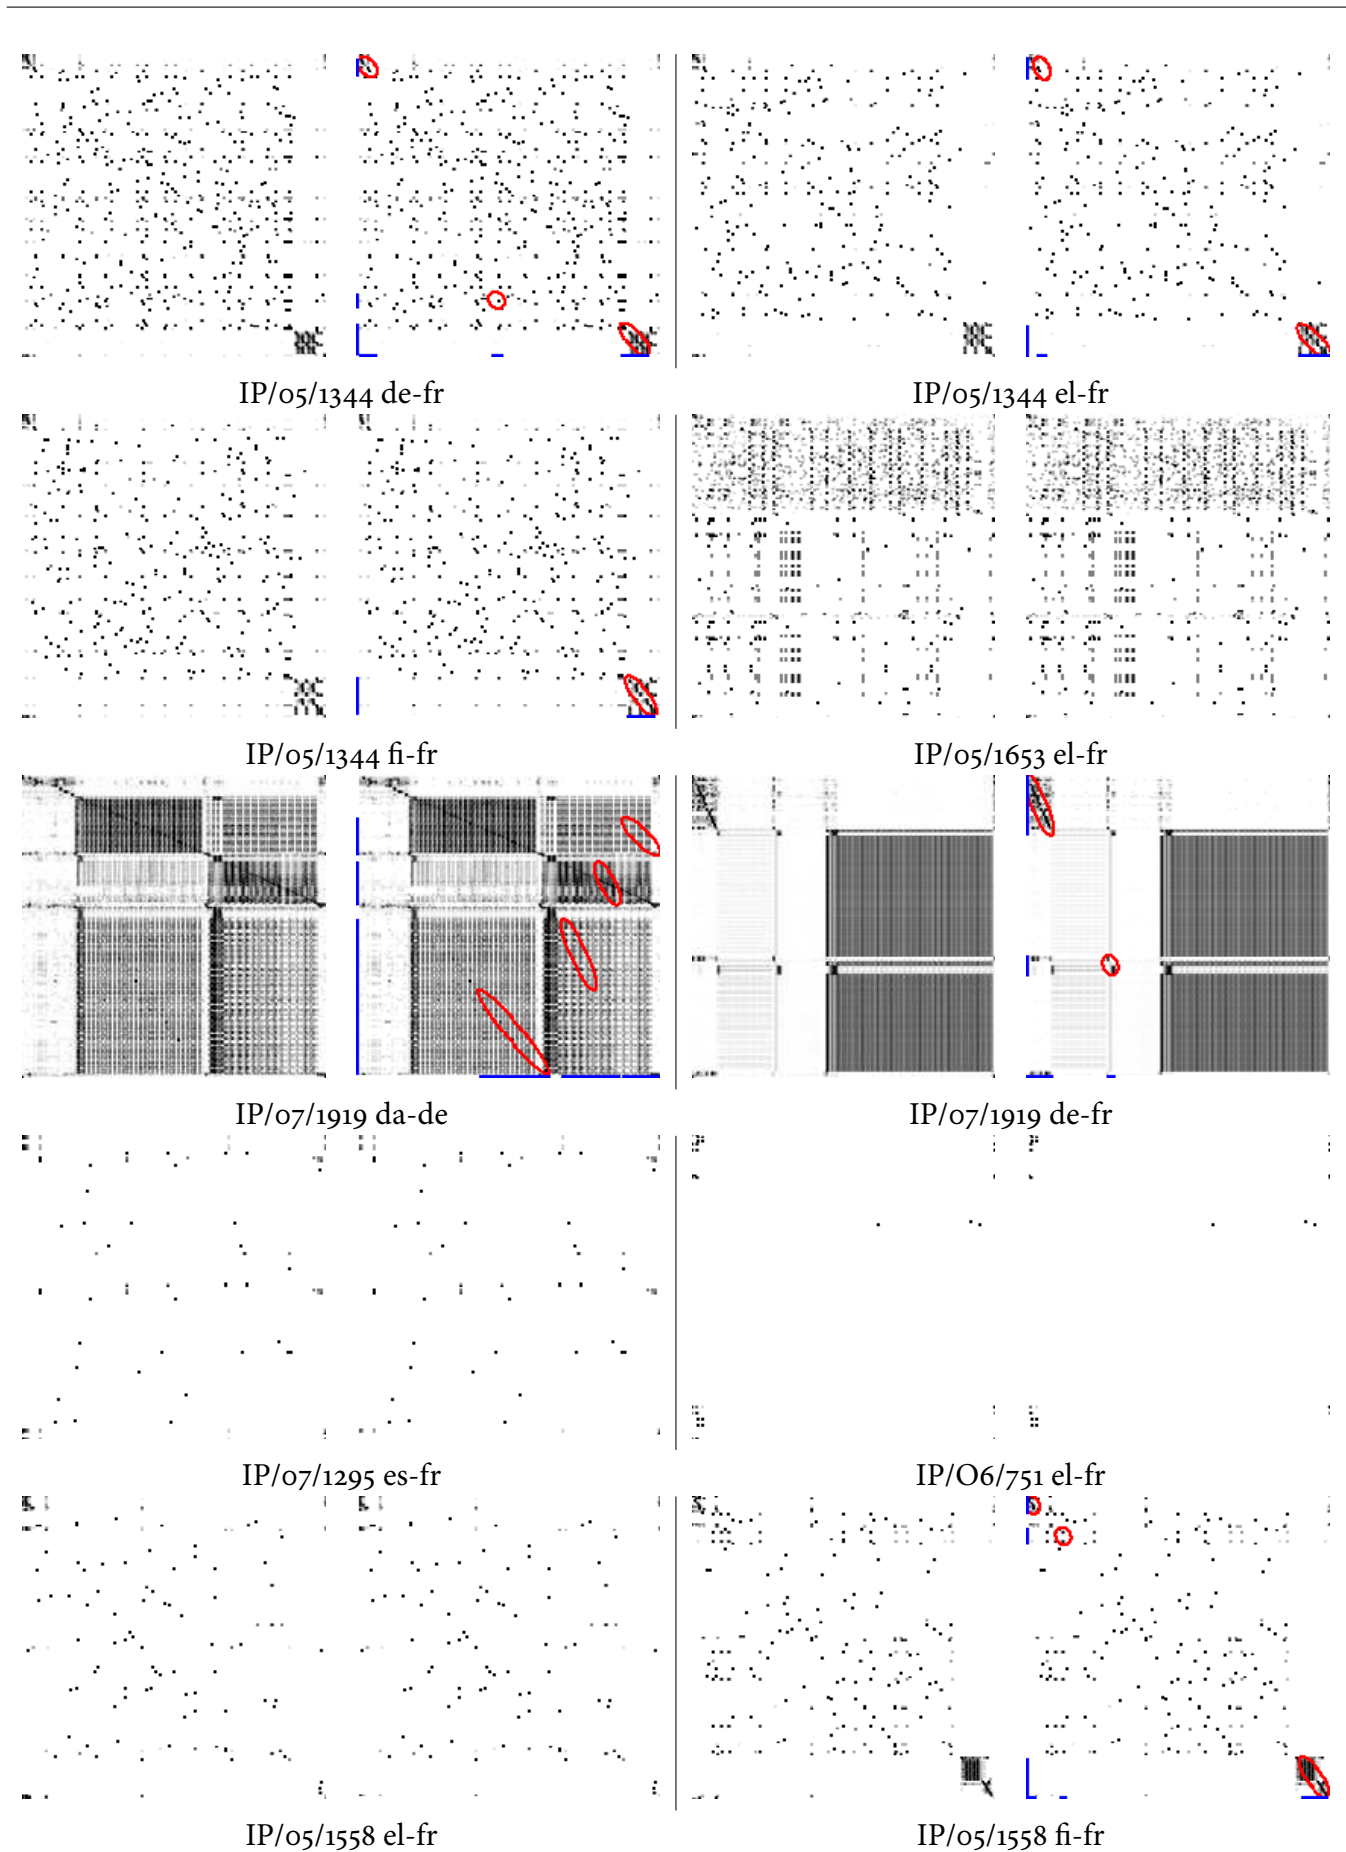 IP/05/1344 de-fr
IP/05/1344 el-fr
IP/05/1344 fi-fr
IP/05/1653 el-fr
IP/07/1919 da-de
IP/07/1919 de-fr
IP/07/1295 es-fr
IP/O6/751 el-fr
IP/05/1558 el-fr
IP/05/1558 fi-fr